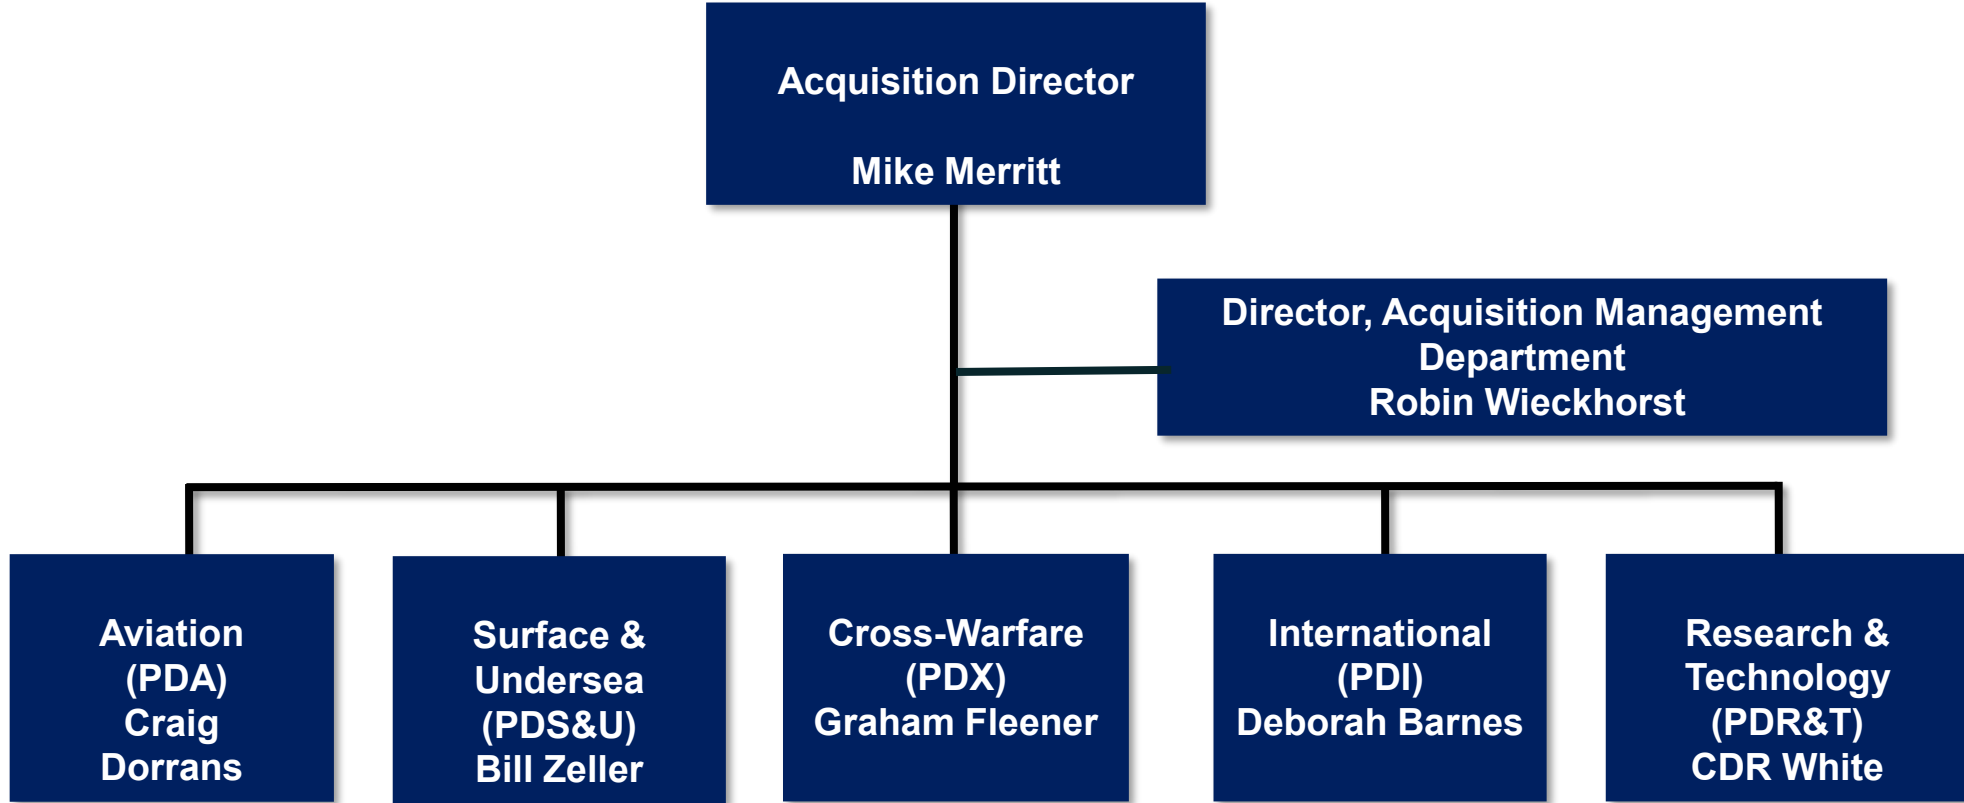 Acquisition Director
Mike Merritt
Director, Acquisition Management
Department
Robin Wieckhorst
Aviation
(PDA)
Craig
Dorrans
Surface &
Undersea
(PDS&U)
Bill Zeller
Cross-Warfare
(PDX)
Graham Fleener
International
(PDI)
Deborah Barnes
Research &
Technology
(PDR&T)
CDR White